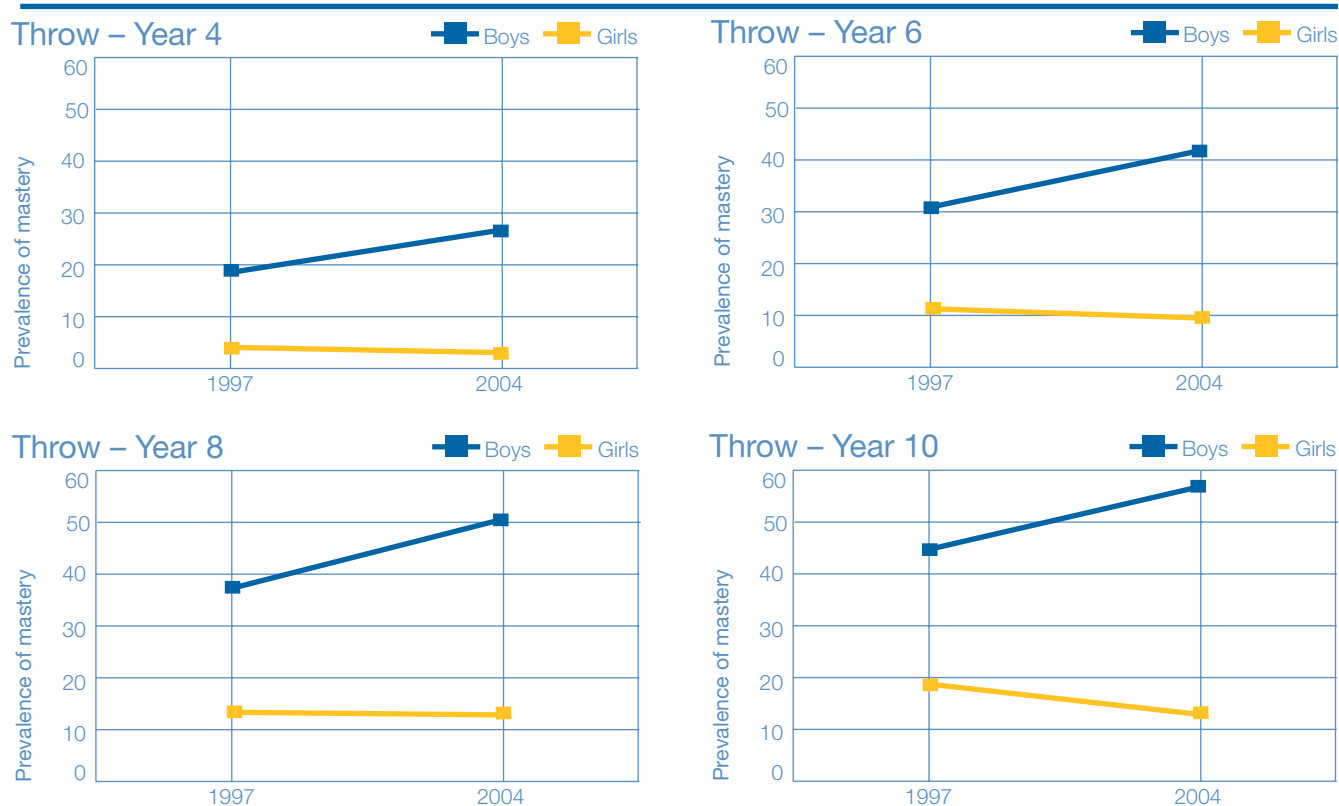 Throw – Year 4
Boys Girls
60
50
40
30
20
10
0
Prevalence of mastery
1997 2004
Throw – Year 6
Boys Girls
60
50
40
30
20
10
0
Prevalence of mastery
1997 2004
Throw – Year 8
Boys Girls
60
50
40
30
20
10
0
Prevalence of mastery
1997 2004
Throw – Year 10
Boys Girls
60
50
40
30
20
10
0
Prevalence of mastery
1997 2004